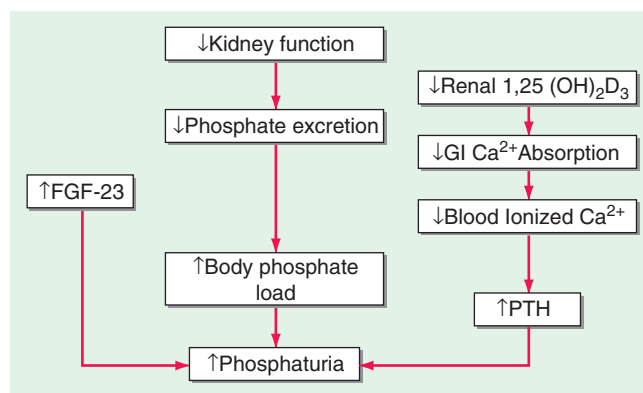 ↓Kidney function
↓Renal 1,25 (OH)₂D₃
↓Phosphate excretion
↓GI Ca²⁺Absorption
↑FGF-23
↓Blood Ionized Ca²⁺
↑Body phosphate
load
↑PTH
↑Phosphaturia